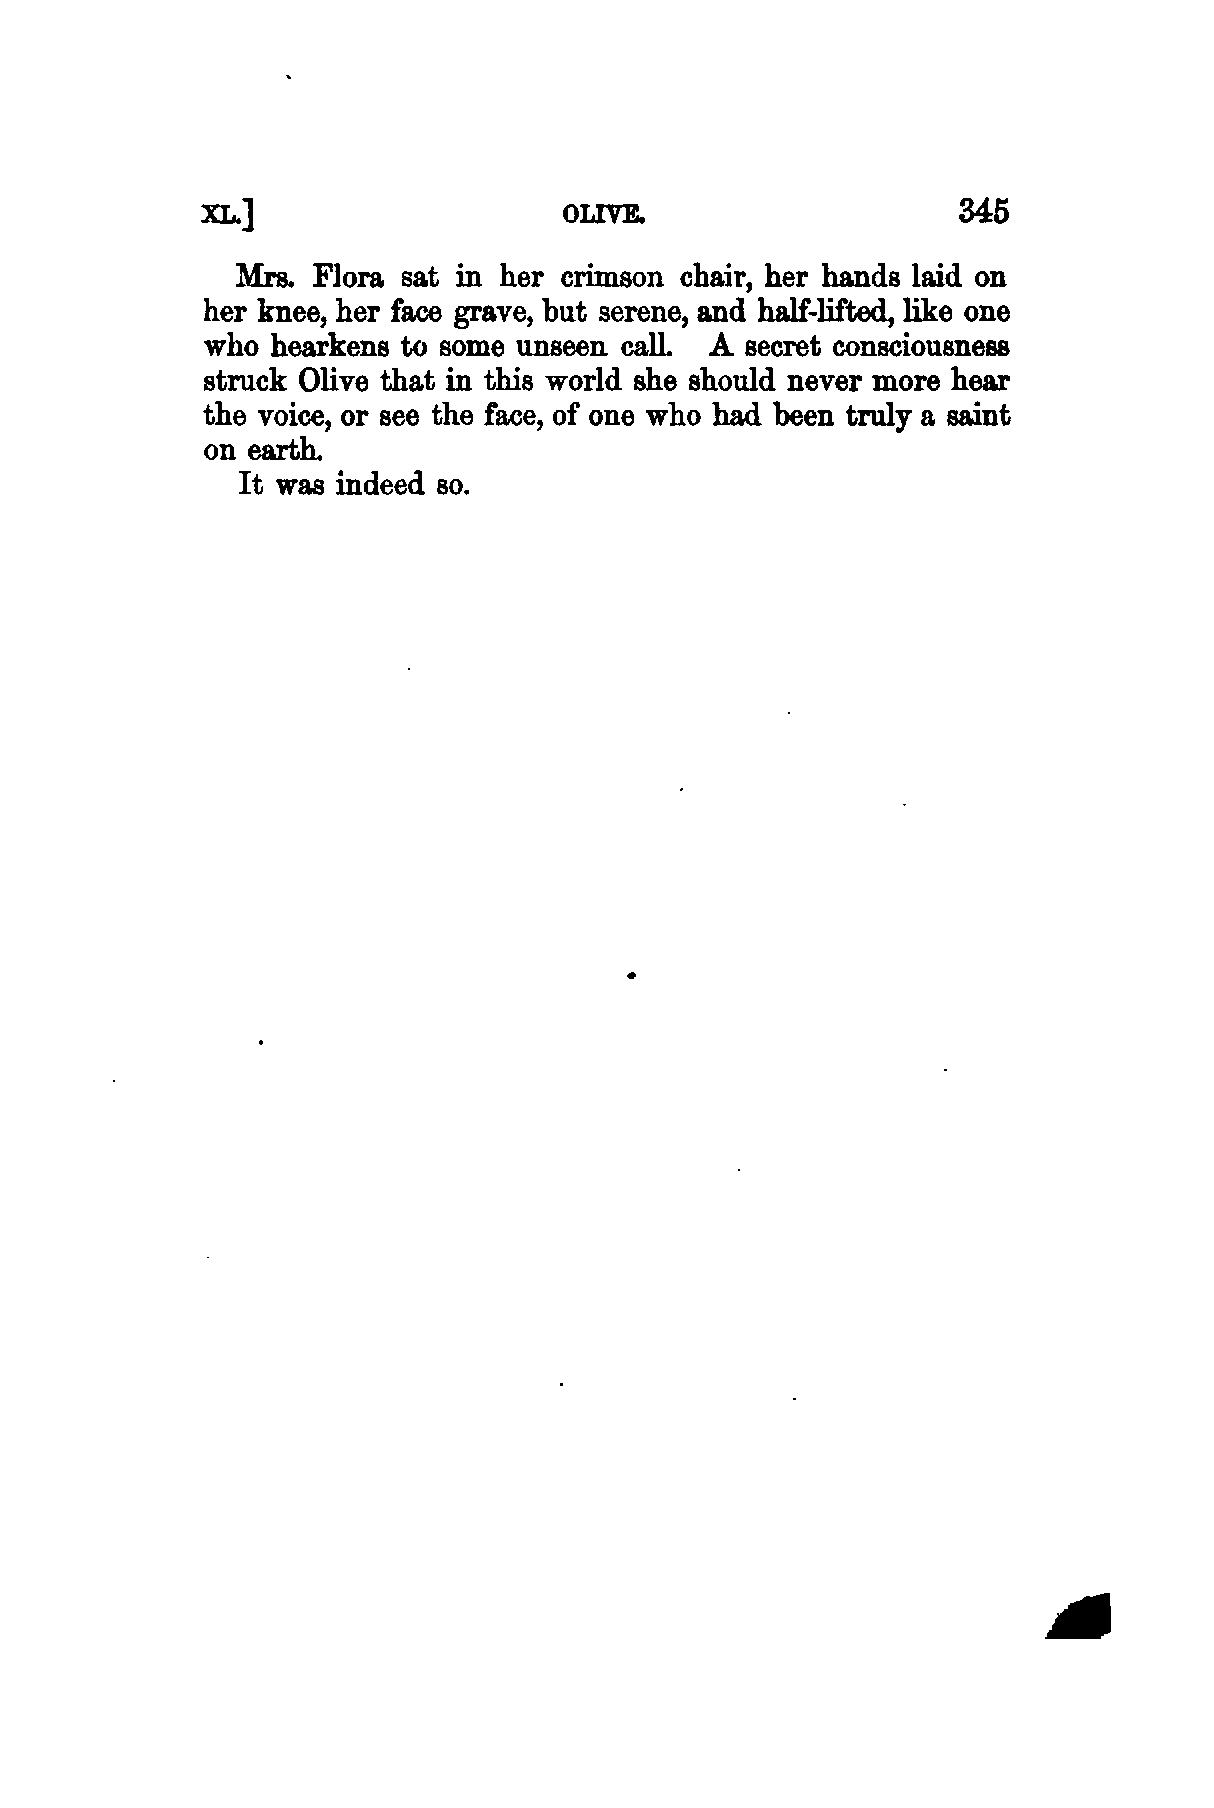 XL.] OLIVE. 345
Mrs. Flora sat in her crimson chair, her hands laid on
her knee, her face grave, but serene, and half-lifted, like one
who hearkens to some unseen call. A secret consciousness
struck Olive that in this world she should never more hear
the voice, or see the face, of one who had been truly a saint
on earth.
It was indeed so.